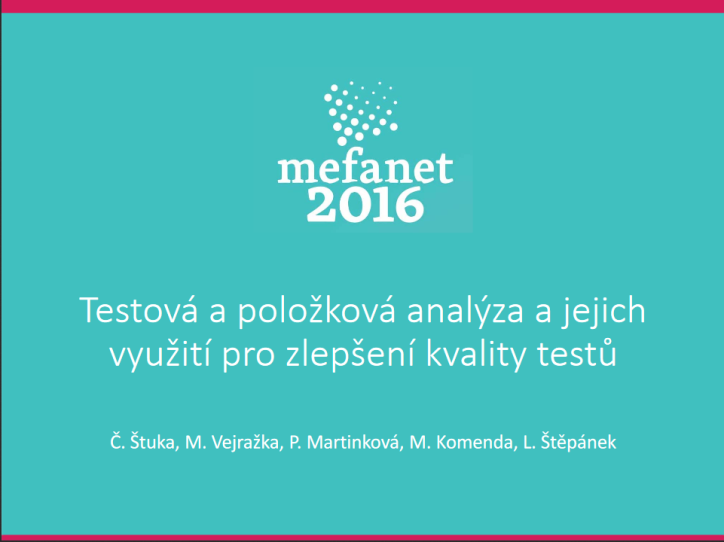 mefanet
2016
Testová a položková analýza a jejich
využití pro zlepšení kvality testů
Č. Štuka, M. Vejražka, P. Martinková, M. Komenda, L. Štěpánek